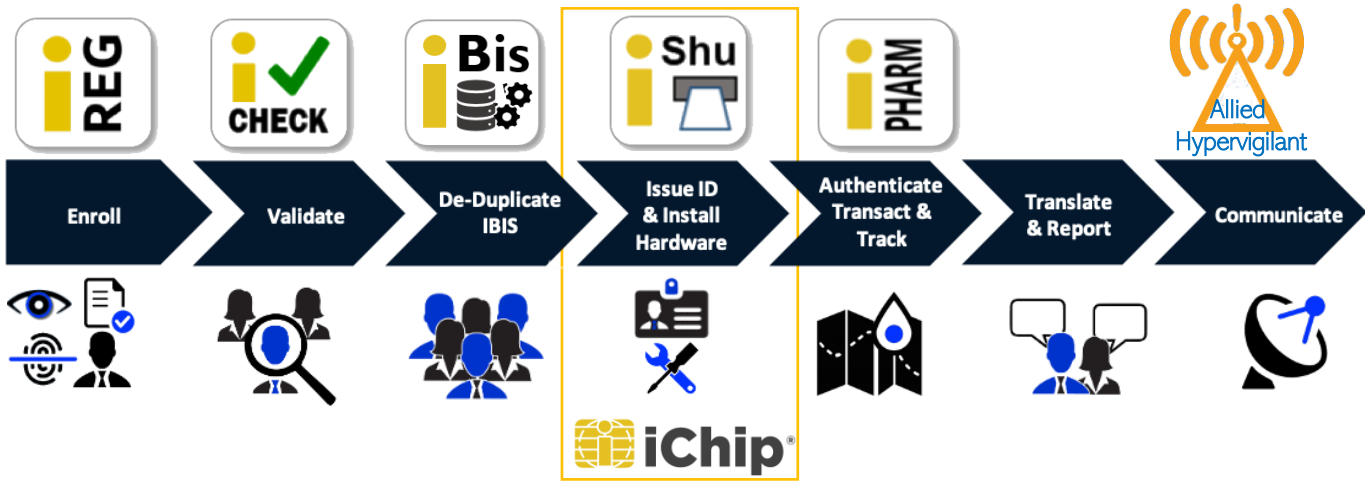 i REG
i CHECK
i Bis
i Shu
i PHARM
Allied
Hypervigilant
Enroll
Validate
De-Duplicate
IBIS
Issue ID
& Install
Hardware
Authenticate
Transact &
Track
Translate
& Report
Communicate
iChip®